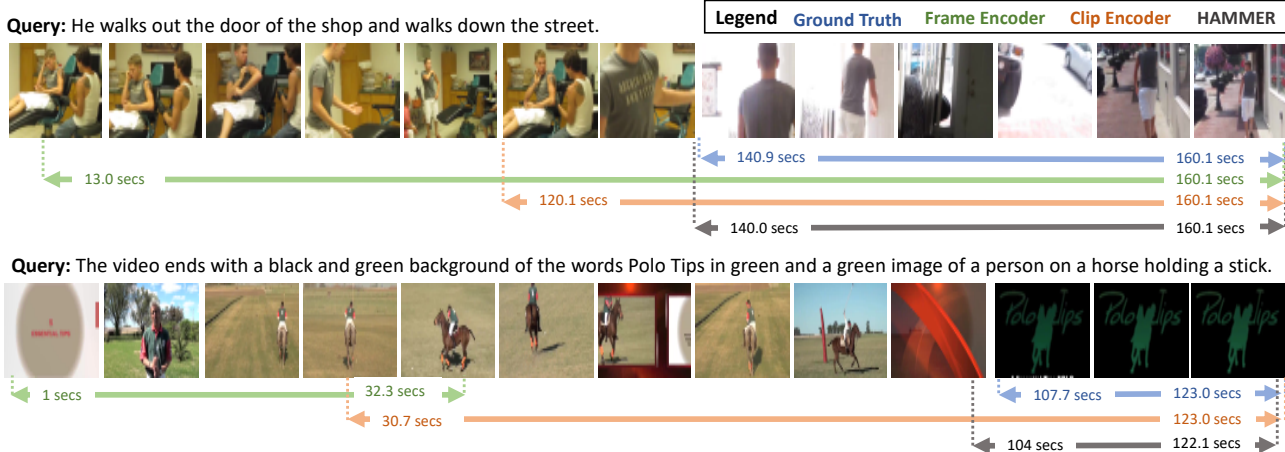 Legend Ground Truth Frame Encoder Clip Encoder HAMMER
Query: He walks out the door of the shop and walks down the street.
140.9 secs 160.1 secs
13.0 secs 160.1 secs
120.1 secs 160.1 secs
140.0 secs 160.1 secs
Query: The video ends with a black and green background of the words Polo Tips in green and a green image of a person on a horse holding a stick.
ESSENTIAL TIPS
Polo Tips Polo Tips Polo Tips
1 secs 32.3 secs 107.7 secs 123.0 secs
30.7 secs 123.0 secs
104 secs 122.1 secs